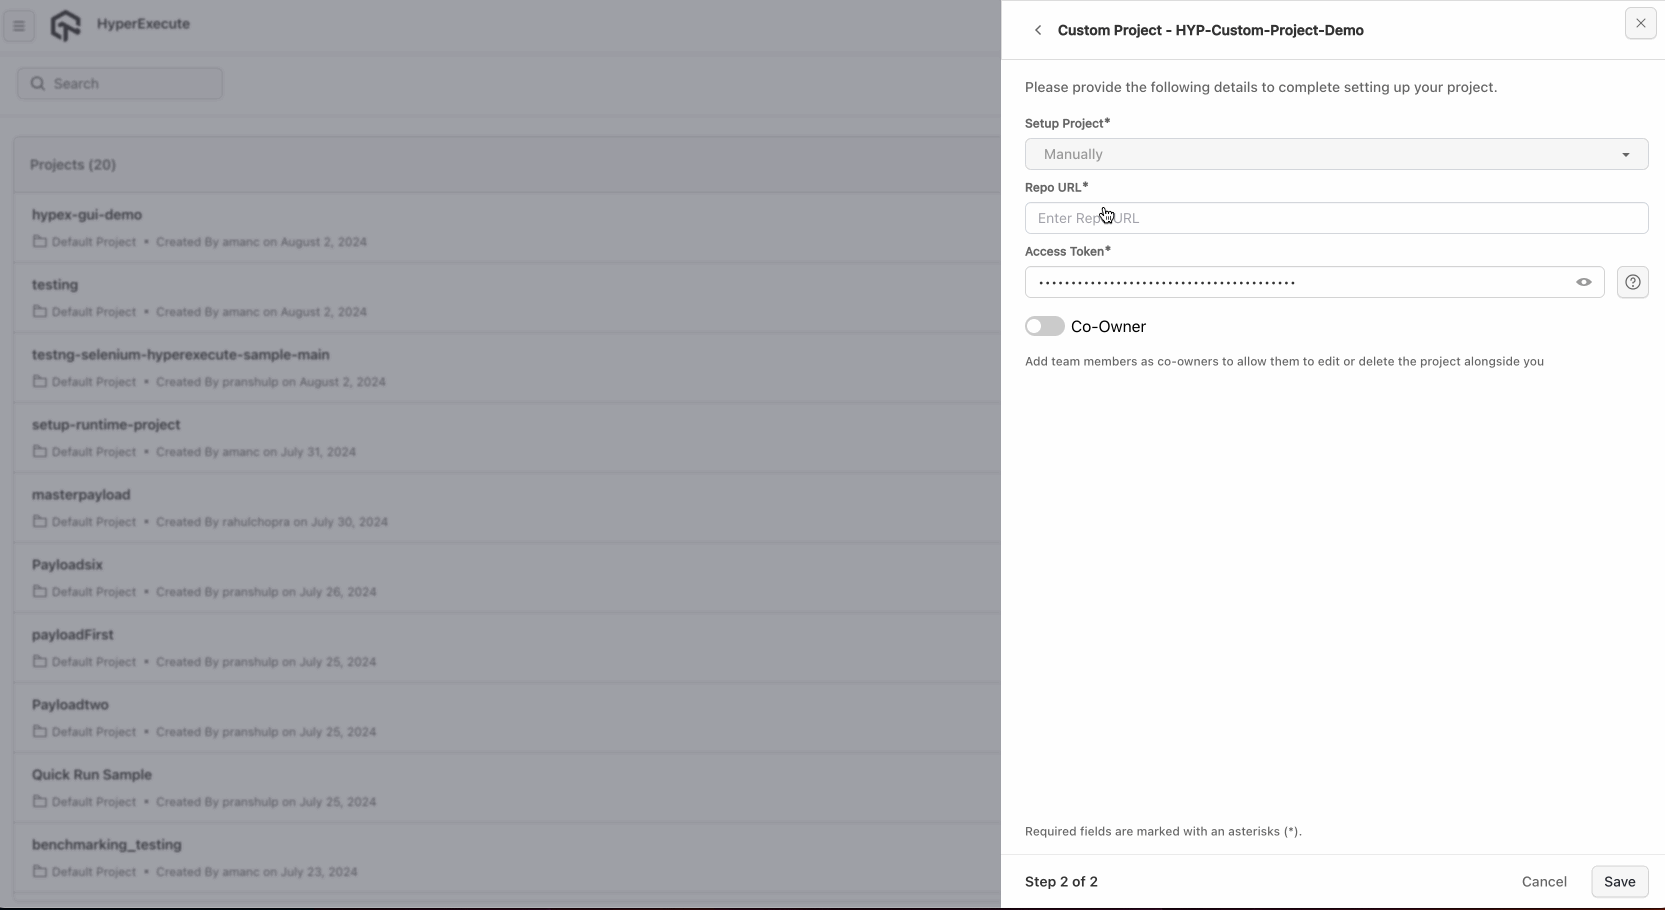 HyperExecute
Search
Projects (20)
hypex-gui-demo
Default Project • Created By amanc on August 2, 2024
testing
Default Project • Created By amanc on August 2, 2024
testng-selenium-hyperexecute-sample-main
Default Project • Created By pranshulp on August 2, 2024
setup-runtime-project
Default Project • Created By amanc on July 31, 2024
masterpayload
Default Project • Created By rahulchopra on July 30, 2024
Payloadsix
Default Project • Created By pranshulp on July 26, 2024
payloadFirst
Default Project • Created By pranshulp on July 25, 2024
Payloadtwo
Default Project • Created By pranshulp on July 25, 2024
Quick Run Sample
Default Project • Created By pranshulp on July 25, 2024
benchmarking_testing
Default Project • Created By amanc on July 23, 2024
Custom Project - HYP-Custom-Project-Demo
Please provide the following details to complete setting up your project.
Setup Project*
Manually
Repo URL*
Enter Repo URL
Access Token*
Co-Owner
Add team members as co-owners to allow them to edit or delete the project alongside you
Required fields are marked with an asterisks (*).
Step 2 of 2
Cancel
Save